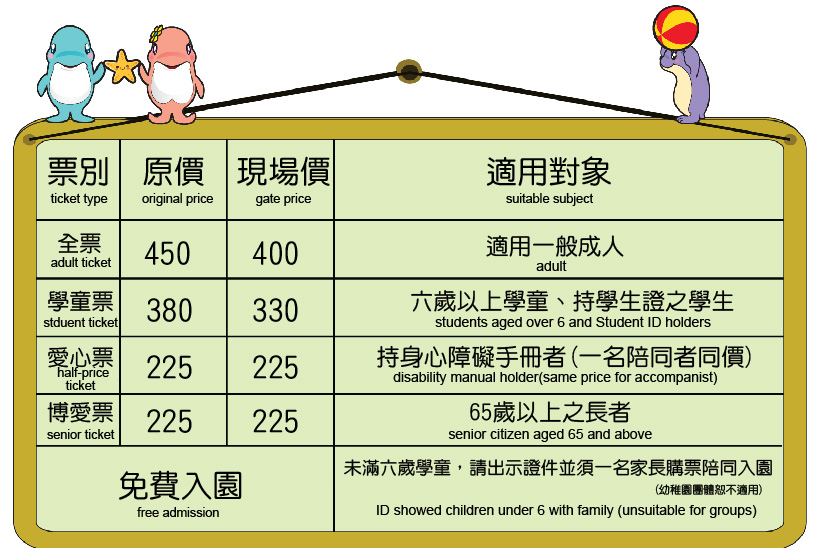 票別 原價 現場價 適用對象
ticket type original price gate price suitable subject
全票 450 400 適用一般成人
adult ticket adult
學童票 380 330 六歲以上學童、持學生證之學生
stduent ticket students aged over 6 and Student ID holders
愛心票 225 225 持身心障礙手冊者(一名陪同者同價)
half-price disability manual holder(same price for accompanist)
ticket
博愛票 225 225 65歲以上之長者
senior ticket senior citizen aged 65 and above
免費入園 未滿六歲學童，請出示證件並須一名家長購票陪同入園
(幼稚園團體恕不適用)
free admission ID showed children under 6 with family (unsuitable for groups)